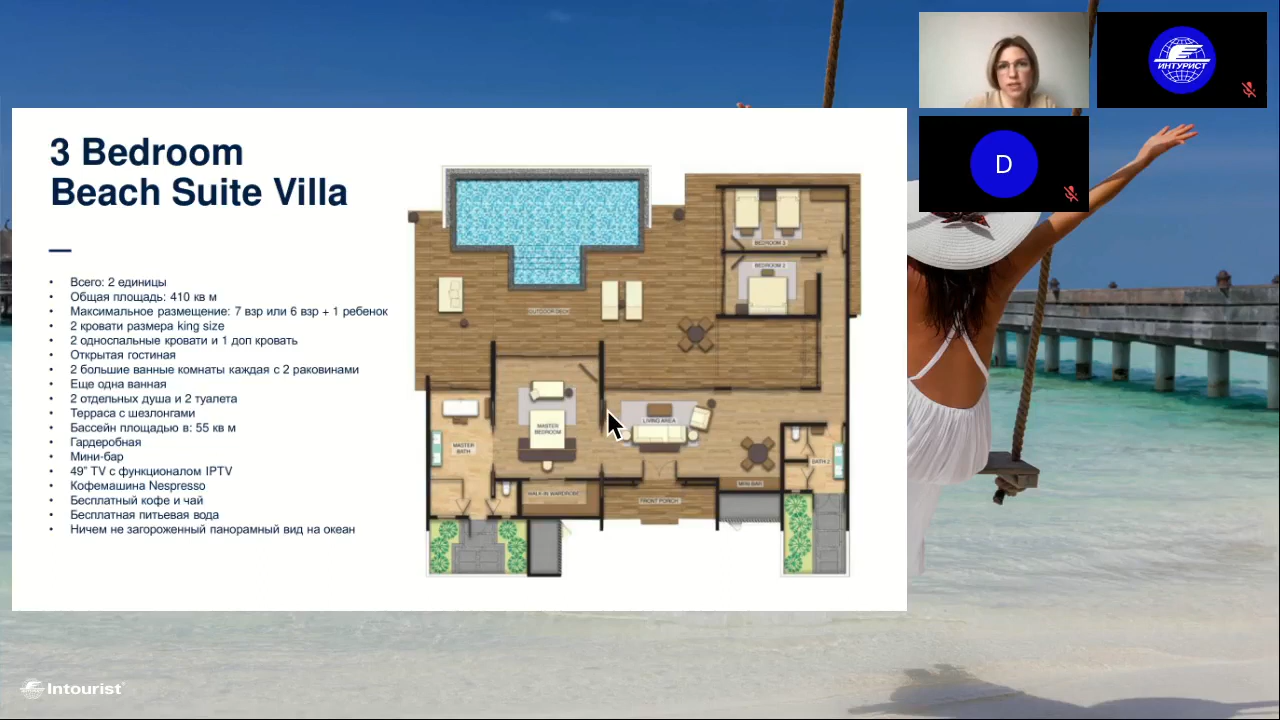 3 Bedroom
Beach Suite Villa
• Всего: 2 единицы
• Общая площадь: 410 кв м
• Максимальное размещение: 7 взр или 6 взр + 1 ребенок
• 2 кровати размера king size
• 2 односпальные кровати и 1 доп кровать
• Открытая гостиная
• 2 большие ванные комнаты каждая с 2 раковинами
• Еще одна ванная
• 2 отдельных душа и 2 туалета
• Терраса с шезлонгами
• Бассейн площадью в: 55 кв м
• Гардеробная
• Мини-бар
• 49” TV с функционалом IPTV
• Кофемашина Nespresso
• Бесплатный кофе и чай
• Бесплатная питьевая вода
• Ничем не загороженный панорамный вид на океан
BEDROOM 3
BEDROOM 2
OUTDOOR DECK
MASTER
BEDROOM
LIVING AREA
MASTER
BATH
BATH 2
WALK-IN WARDROBE
MINI BAR
FRONT PORCH
ИНТУРИСТ
D
Intourist